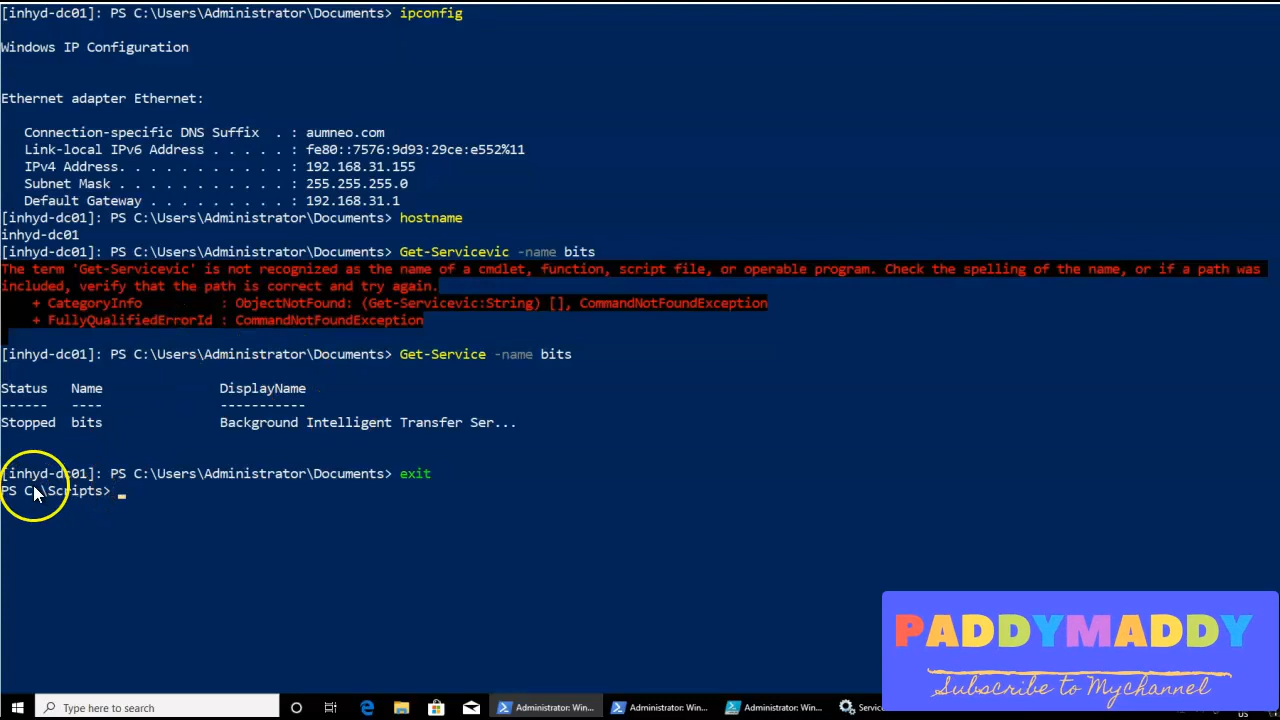 [inhyd-dc01]: PS C:\Users\Administrator\Documents> ipconfig
Windows IP Configuration
Ethernet adapter Ethernet:
Connection-specific DNS Suffix  . : aumneo.com
Link-local IPv6 Address . . . . . : fe80::7576:9d93:29ce:e552%11
IPv4 Address. . . . . . . . . . . : 192.168.31.155
Subnet Mask . . . . . . . . . . . : 255.255.255.0
Default Gateway . . . . . . . . . : 192.168.31.1
[inhyd-dc01]: PS C:\Users\Administrator\Documents> hostname
inhyd-dc01
[inhyd-dc01]: PS C:\Users\Administrator\Documents> Get-Servicevic -name bits
The term 'Get-Servicevic' is not recognized as the name of a cmdlet, function, script file, or operable program. Check the spelling of the name, or if a path was
included, verify that the path is correct and try again.
+ CategoryInfo          : ObjectNotFound: (Get-Servicevic:String) [], CommandNotFoundException
+ FullyQualifiedErrorId : CommandNotFoundException
[inhyd-dc01]: PS C:\Users\Administrator\Documents> Get-Service -name bits
Status   Name               DisplayName
------   ----               -----------
Stopped  bits               Background Intelligent Transfer Ser...
[inhyd-dc01]: PS C:\Users\Administrator\Documents> exit
PS C:\Scripts>
PADDYMADDY
Subscribe to Mychannel
Type here to search
Administrator: Win...
Administrator: Win...
Administrator: Win...